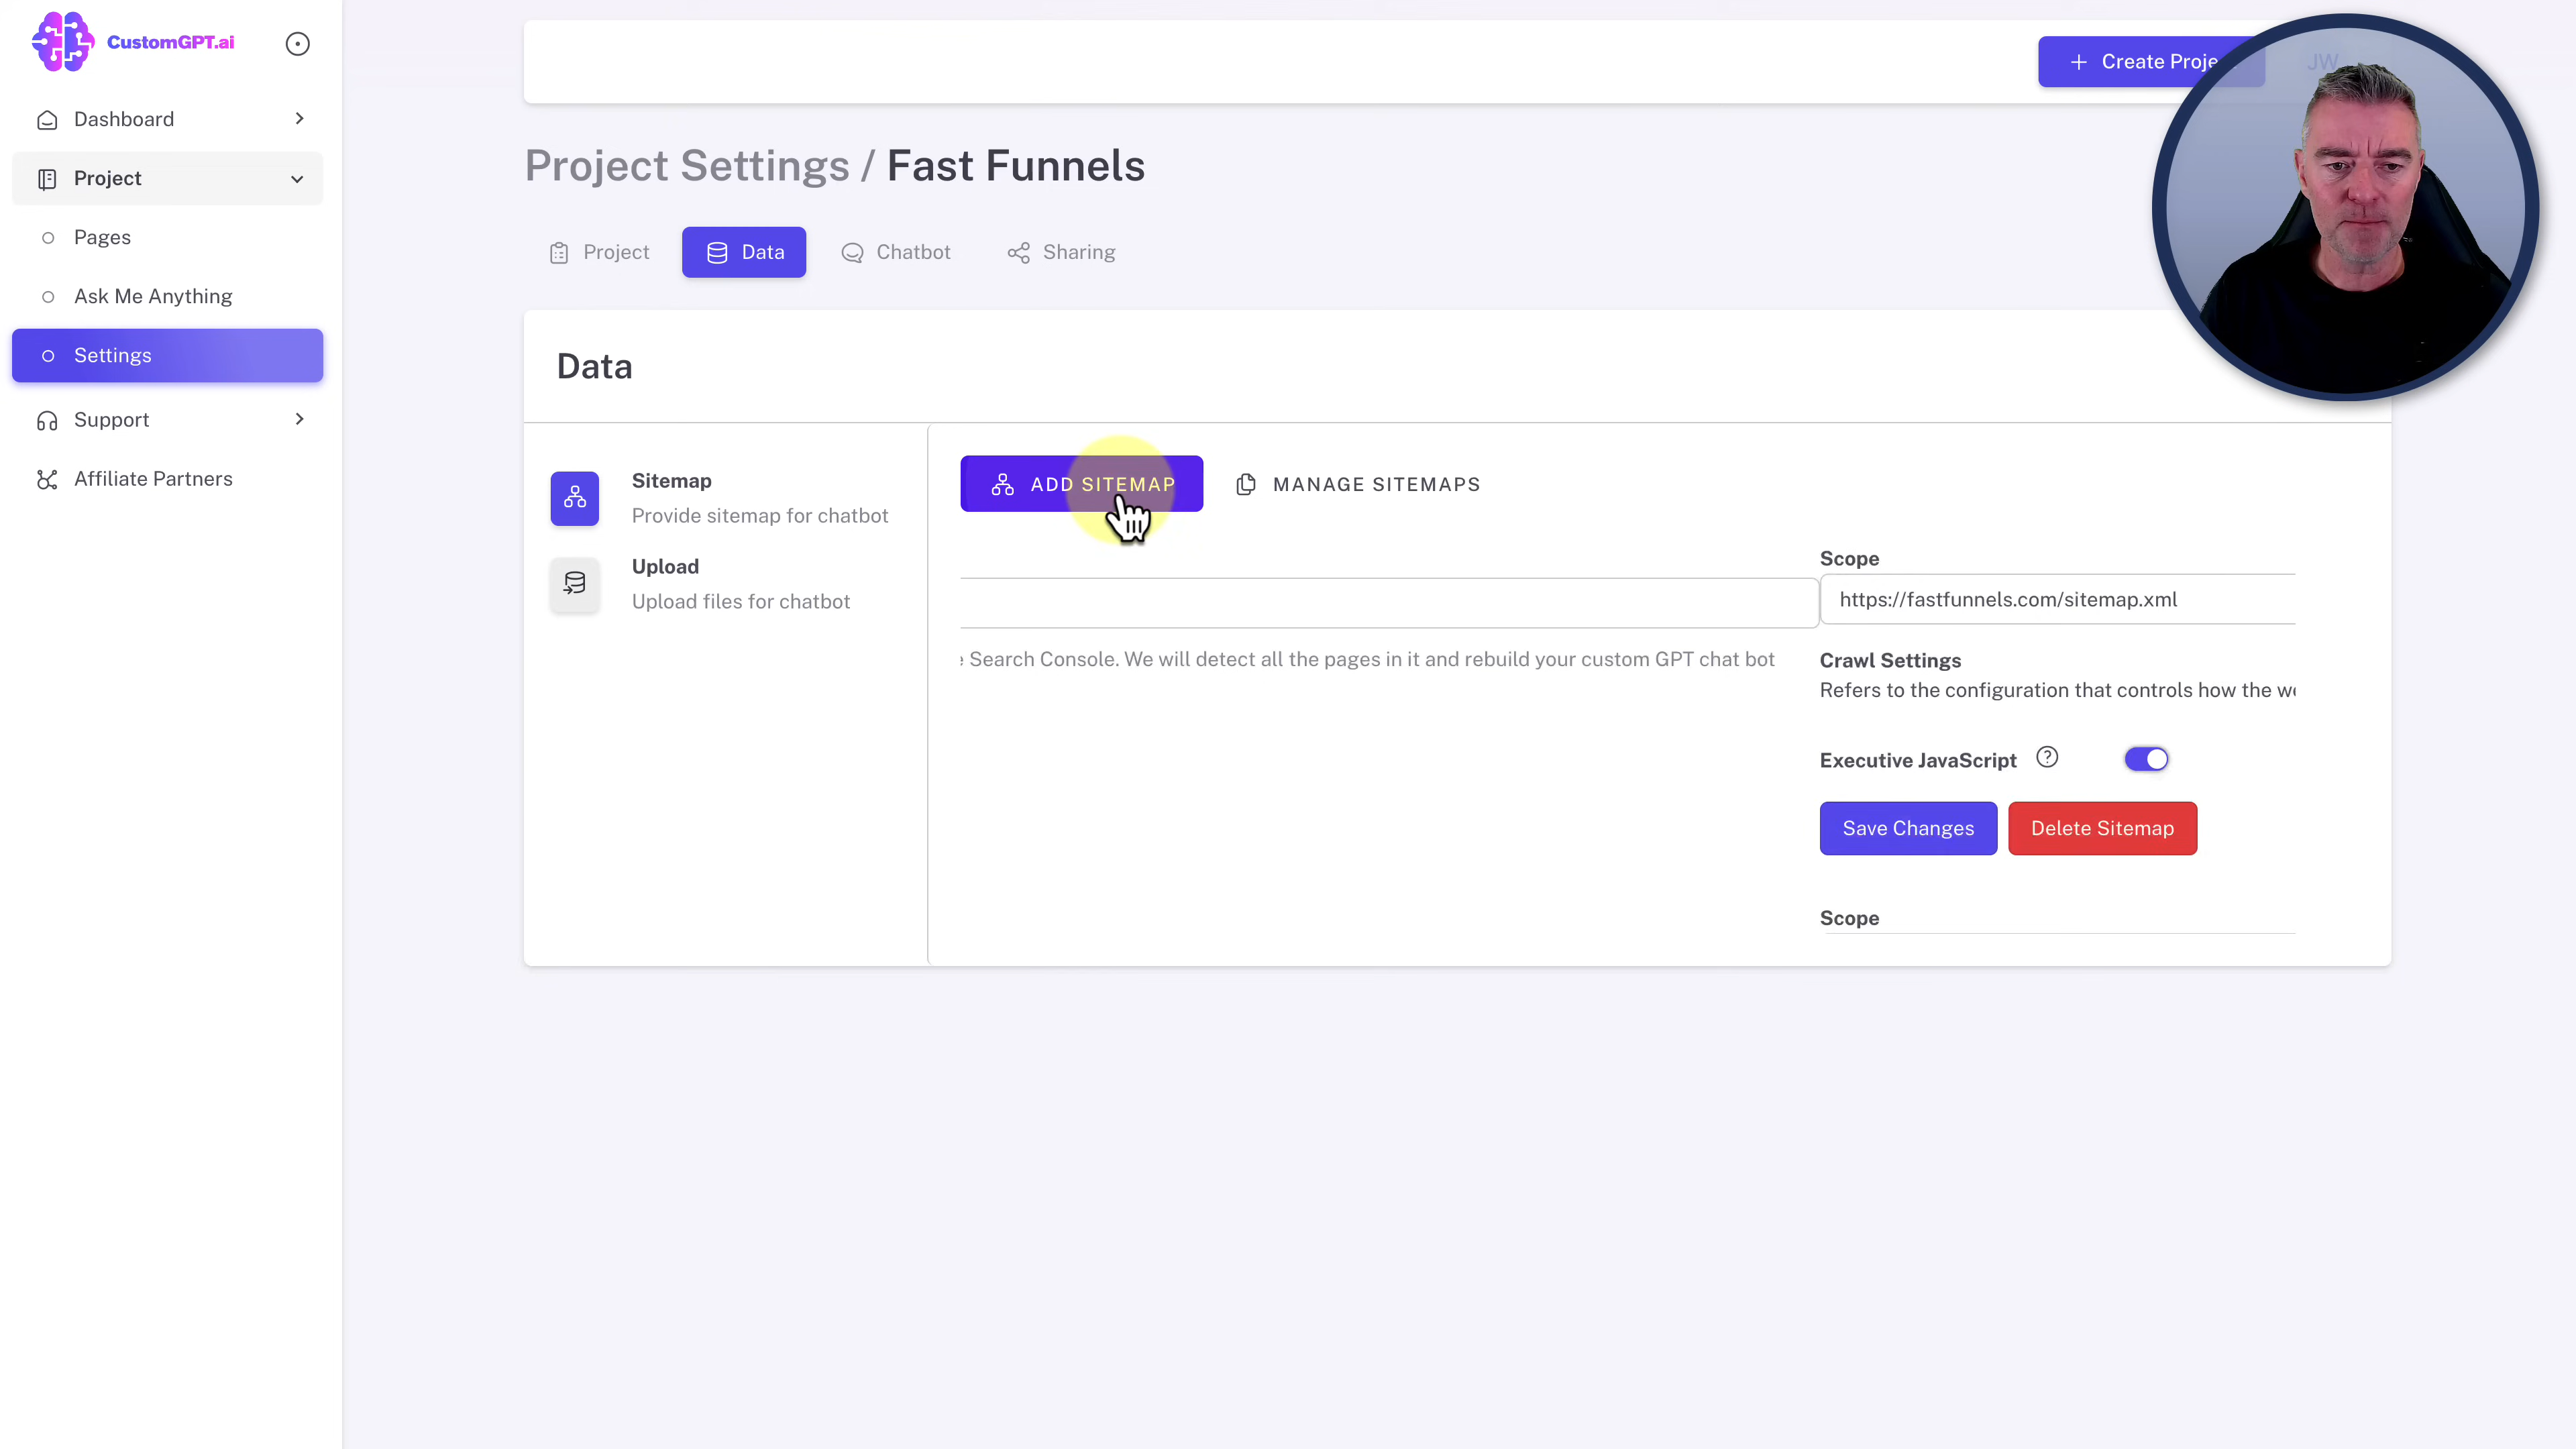 CustomGPT.ai
Dashboard
Project
Pages
Ask Me Anything
Settings
Support
Affiliate Partners
Create Proje
JW
Project Settings / Fast Funnels
Project
Data
Chatbot
Sharing
Data
Sitemap
Provide sitemap for chatbot
Upload
Upload files for chatbot
ADD SITEMAP
MANAGE SITEMAPS
Search Console. We will detect all the pages in it and rebuild your custom GPT chat bot
Scope
https://fastfunnels.com/sitemap.xml
Crawl Settings
Refers to the configuration that controls how the we
Executive JavaScript
Save Changes
Delete Sitemap
Scope